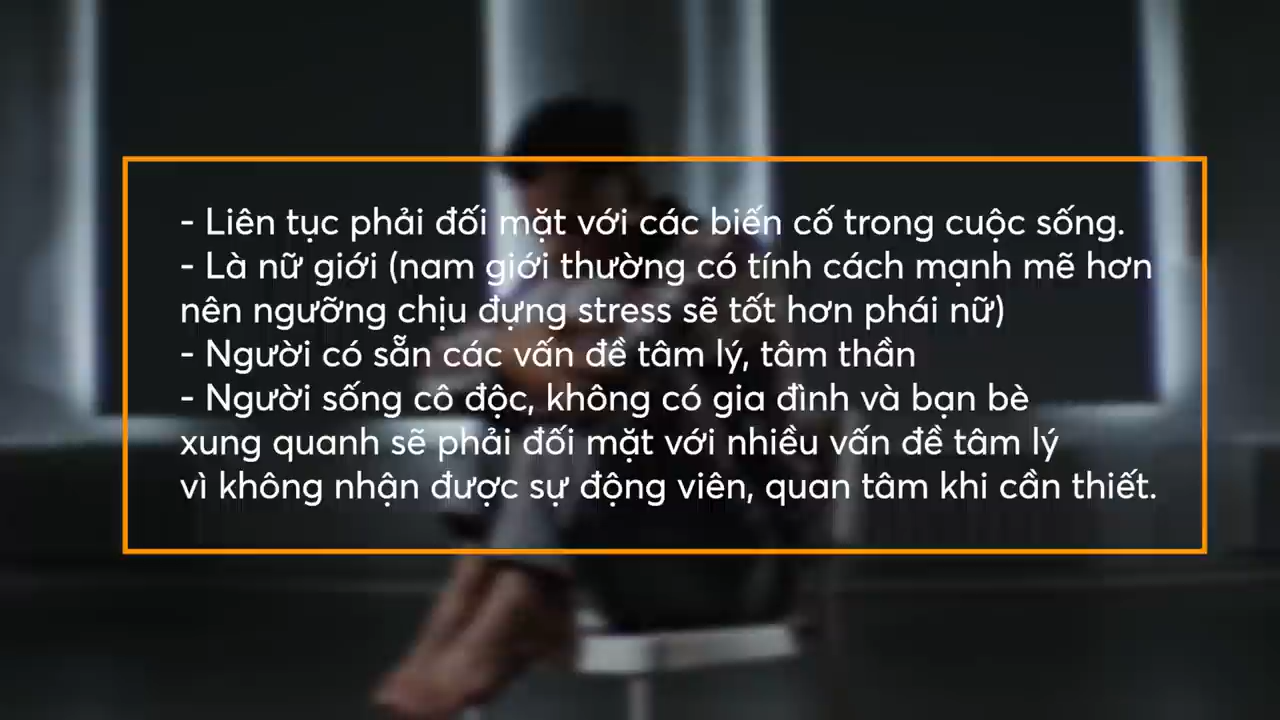 - Liên tục phải đối mặt với các biến cố trong cuộc sống.
- Là nữ giới (nam giới thường có tính cách mạnh mẽ hơn
nên ngưỡng chịu đựng stress sẽ tốt hơn phái nữ)
- Người có sẵn các vấn đề tâm lý, tâm thần
- Người sống cô độc, không có gia đình và bạn bè
xung quanh sẽ phải đối mặt với nhiều vấn đề tâm lý
vì không nhận được sự động viên, quan tâm khi cần thiết.